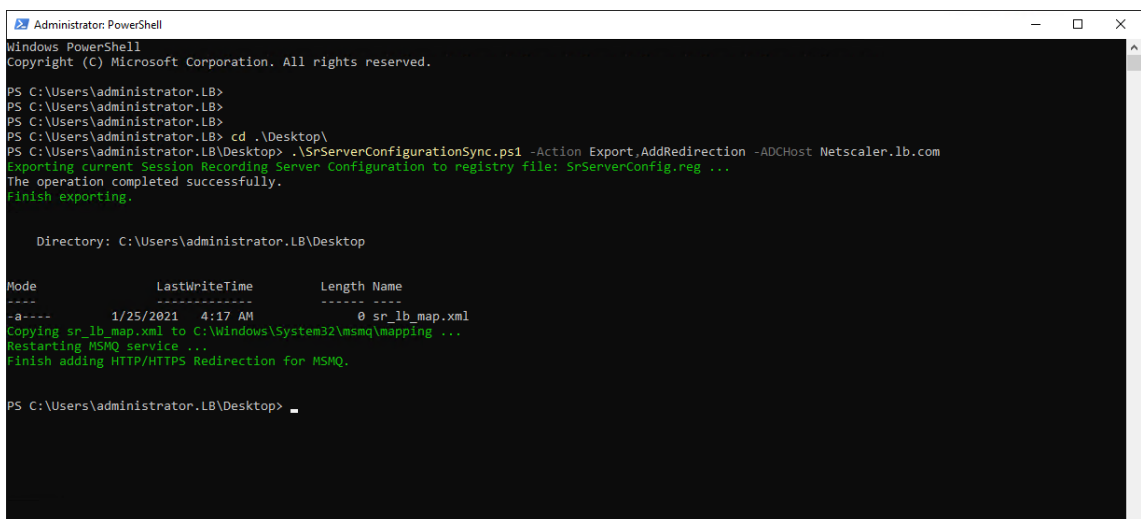 Administrator: PowerShell
Windows PowerShell
Copyright (C) Microsoft Corporation. All rights reserved.
PS C:\Users\administrator.LB>
PS C:\Users\administrator.LB>
PS C:\Users\administrator.LB>
PS C:\Users\administrator.LB> cd .\Desktop\
PS C:\Users\administrator.LB\Desktop> .\SrServerConfigurationSync.ps1 -Action Export,AddRedirection -ADCHost Netscaler.lb.com
Exporting current Session Recording Server Configuration to registry file: SrServerConfig.reg ...
The operation completed successfully.
Finish exporting.
Directory: C:\Users\administrator.LB\Desktop
Mode LastWriteTime Length Name
---- ------------- ------ ----
-a---- 1/25/2021 4:17 AM 0 sr_lb_map.xml
Copying sr_lb_map.xml to C:\Windows\System32\msmq\mapping ...
Restarting MSMQ service ...
Finish adding HTTP/HTTPS Redirection for MSMQ.
PS C:\Users\administrator.LB\Desktop>